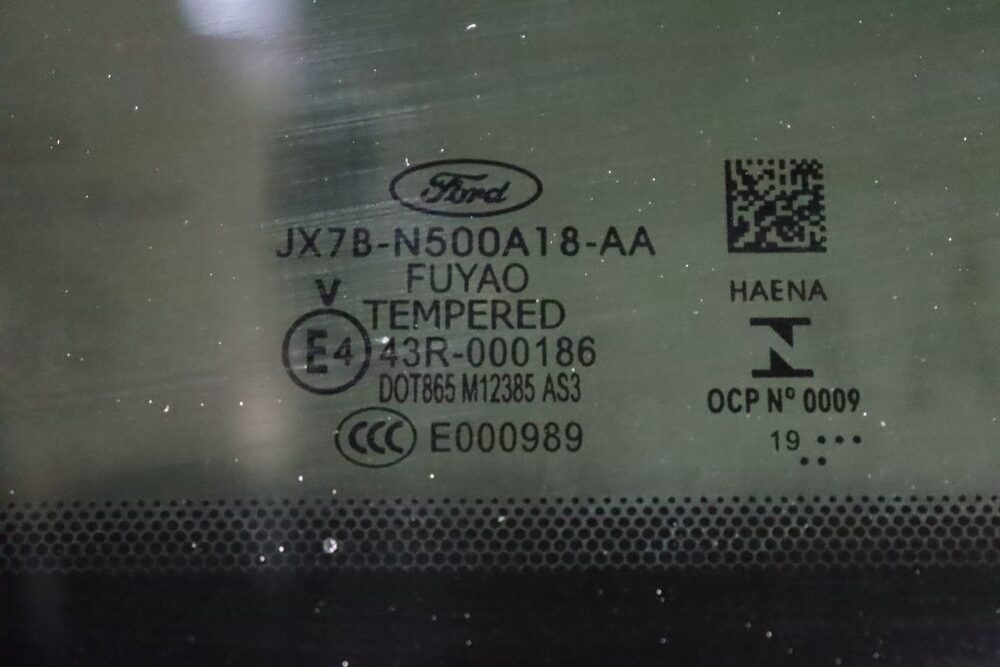 Ford
JX7B-N500A18-AA
FUYAO
V
TEMPERED
E4 43R-000186
DOT865 M12385 AS3
CCC E000989
HAENA
OCP Nº 0009
19 •••
••